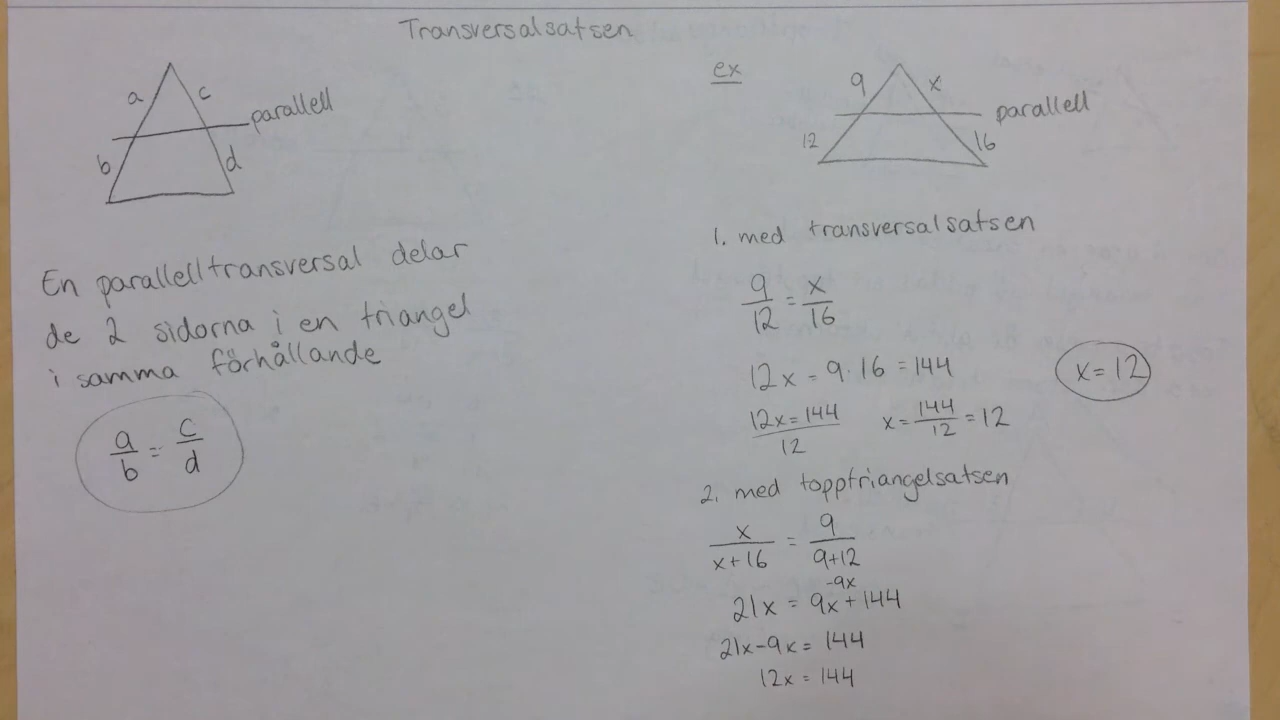 Transversalsatsen
a
c
parallell
b
d
En paralelltransversal delar
de 2 sidorna i en triangel
i samma förhållande
a/b = c/d
ex
9
x
parallell
12
16
1. med transversalsatsen
9/12 = x/16
12x = 9·16 = 144
12x = 144/12
x = 144/12 = 12
x = 12
2. med topptriangelsatsen
x/x+16 = 9/9+12
-9x
21x = 9x + 144
21x-9x = 144
12x = 144